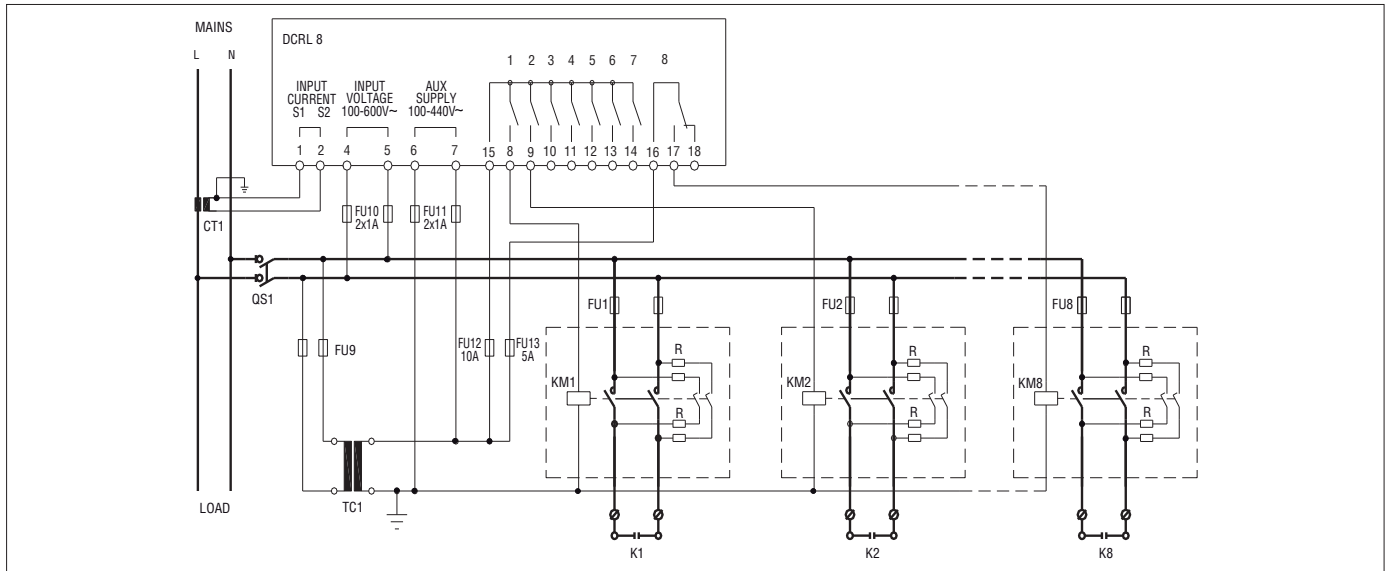 MAINS
L N
DCRL 8
1 2 3 4 5 6 7 8
INPUT CURRENT
S1 S2
INPUT VOLTAGE
100-600V~
AUX SUPPLY
100-440V~
1 2 4 5 6 7 15 8 9 10 11 12 13 14 16 17 18
CT1
FU10
2x1A
FU11
2x1A
QS1
FU1
FU2
FU8
FU9
FU12
10A
FU13
5A
R
R
R
KM1
KM2
KM8
R
R
R
LOAD
TC1
K1
K2
K8